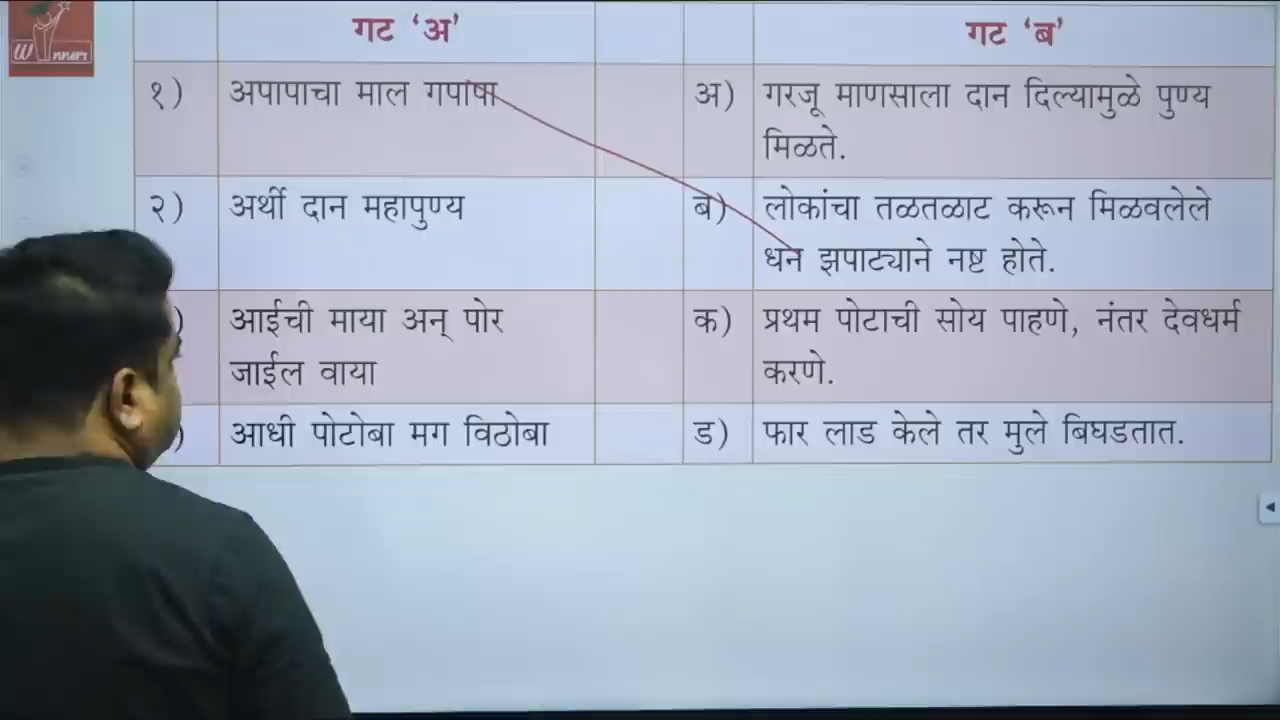 Winners
गट ‘अ’
गट ‘ब’
१) अपापाचा माल गपापा
अ) गरजू माणसाला दान दिल्यामुळे पुण्य
मिळते.
२) अर्थी दान महापुण्य
ब) लोकांचा तळतळाट करून मिळवलेले
धन झपाट्याने नष्ट होते.
) आईची माया अन् पोर
जाईल वाया
क) प्रथम पोटाची सोय पाहणे, नंतर देवधर्म
करणे.
) आधी पोटोबा मग विठोबा
ड) फार लाड केले तर मुले बिघडतात.